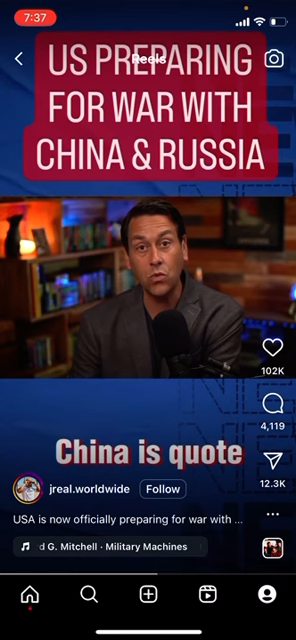 7:37
US PREPARING
Reels
FOR WAR WITH
CHINA & RUSSIA
102K
China is quote
4,119
12.3K
jreal.worldwide
Follow
USA is now officially preparing for war with ...
d G. Mitchell · Military Machines